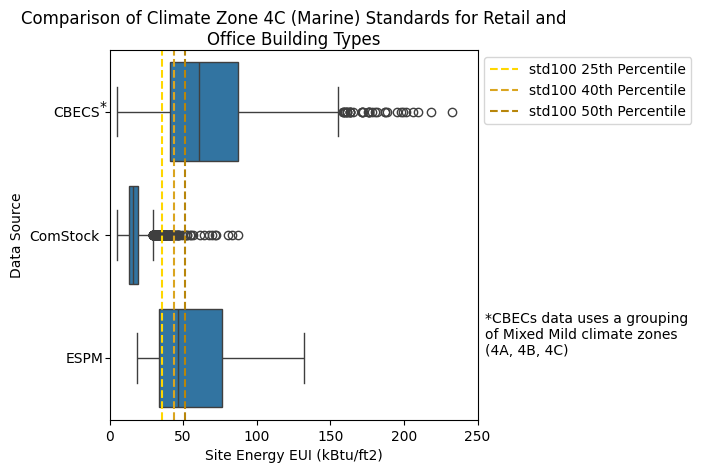 Comparison of Climate Zone 4C (Marine) Standards for Retail and
Office Building Types
std100 25th Percentile
std100 40th Percentile
std100 50th Percentile
CBECS*
ComStock
ESPM
Data Source
*CBECs data uses a grouping
of Mixed Mild climate zones
(4A, 4B, 4C)
0 50 100 150 200 250
Site Energy EUI (kBtu/ft2)